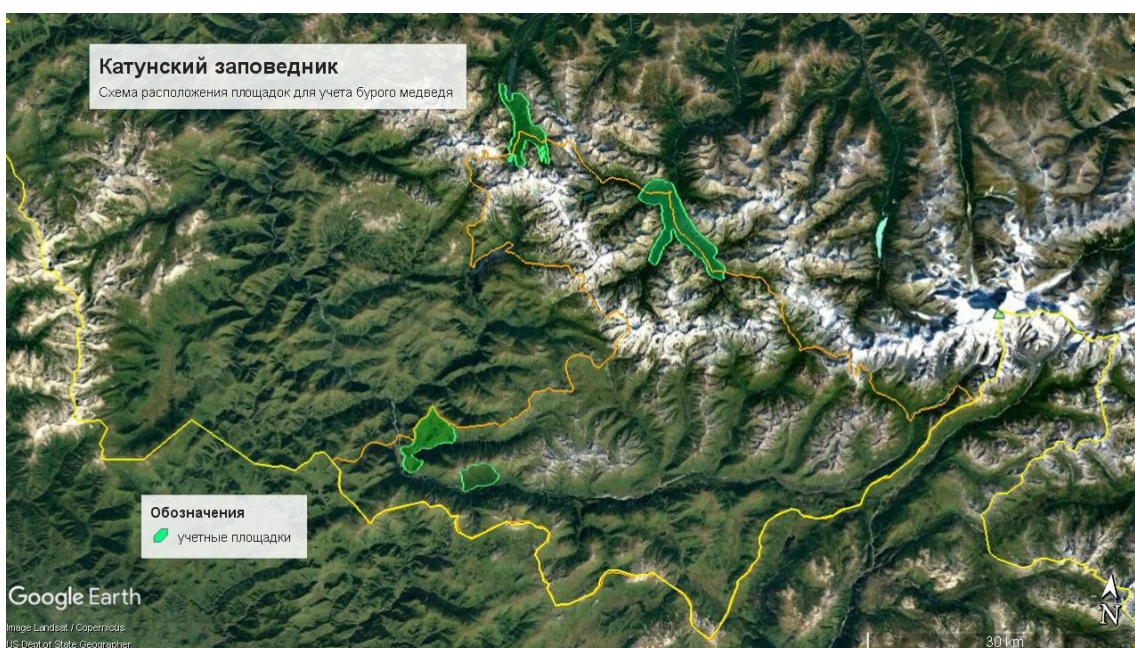 Катунский заповедник
Схема расположения площадок для учета бурого медведя
Обозначения
учетные площадки
Google Earth
Image Landsat / Copernicus
US Dept of State Geographer
N
30 km